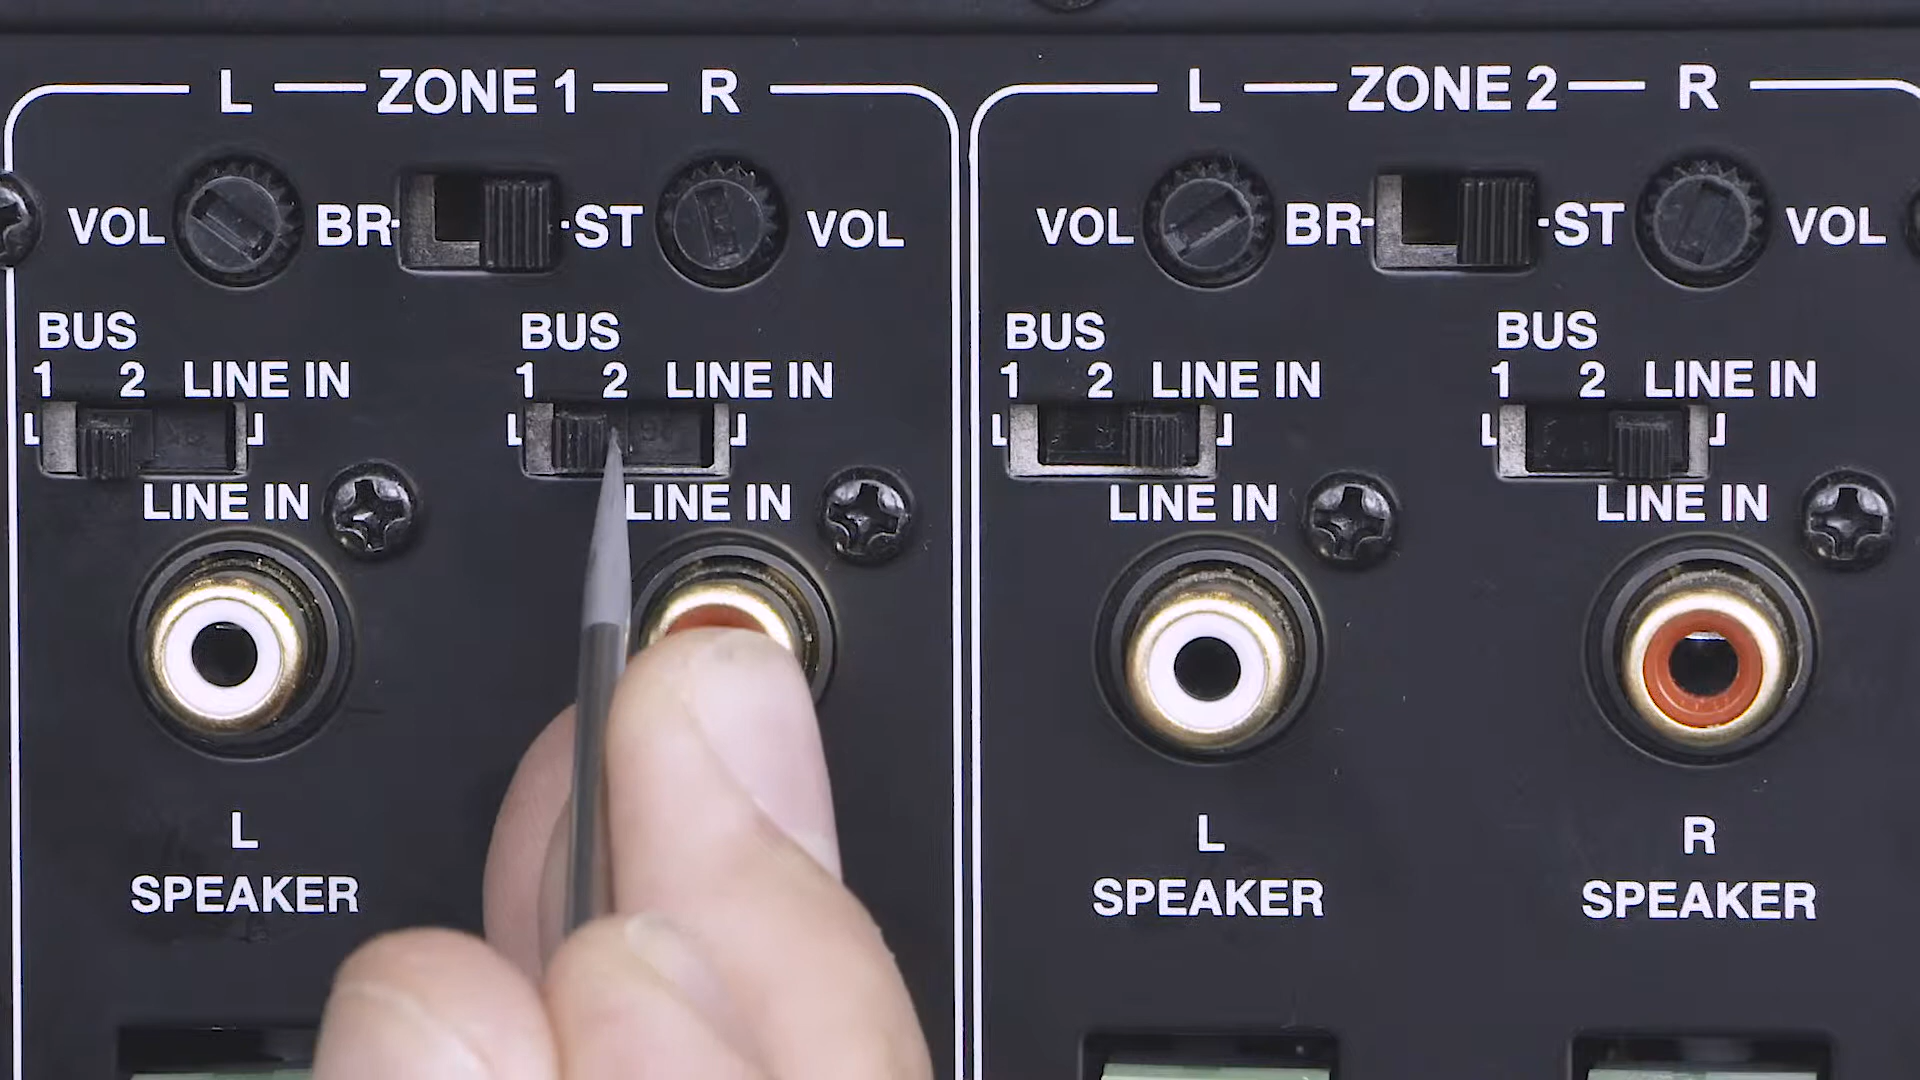 L ZONE 1 R
VOL BR ST VOL
BUS BUS
1 2 LINE IN 1 2 LINE IN
LINE IN LINE IN
L
SPEAKER
L ZONE 2 R
VOL BR ST VOL
BUS BUS
1 2 LINE IN 1 2 LINE IN
LINE IN LINE IN
L R
SPEAKER SPEAKER